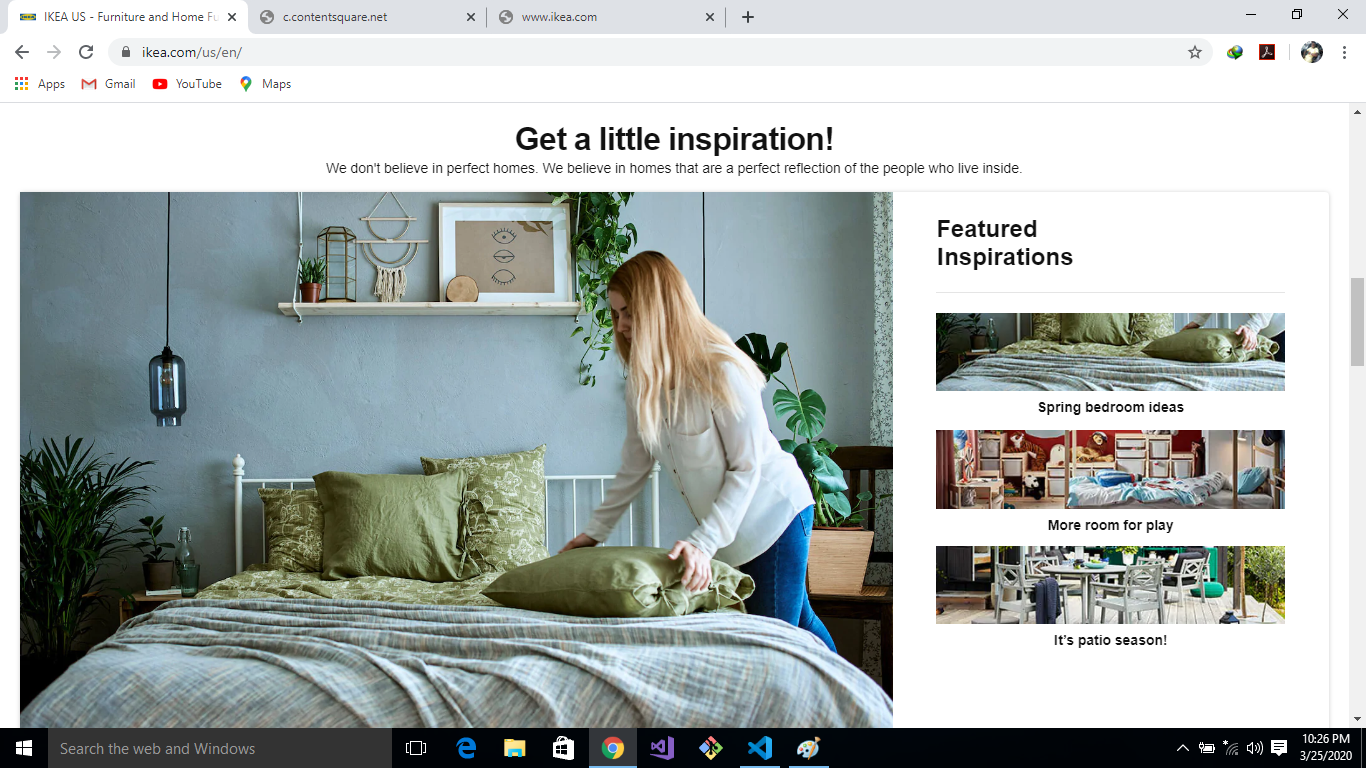 IKEA US - Furniture and Home Fu
c.contentsquare.net
www.ikea.com
ikea.com/us/en/
Apps
Gmail
YouTube
Maps
Get a little inspiration!
We don't believe in perfect homes. We believe in homes that are a perfect reflection of the people who live inside.
Featured
Inspirations
Spring bedroom ideas
More room for play
It’s patio season!
Search the web and Windows
10:26 PM
3/25/2020